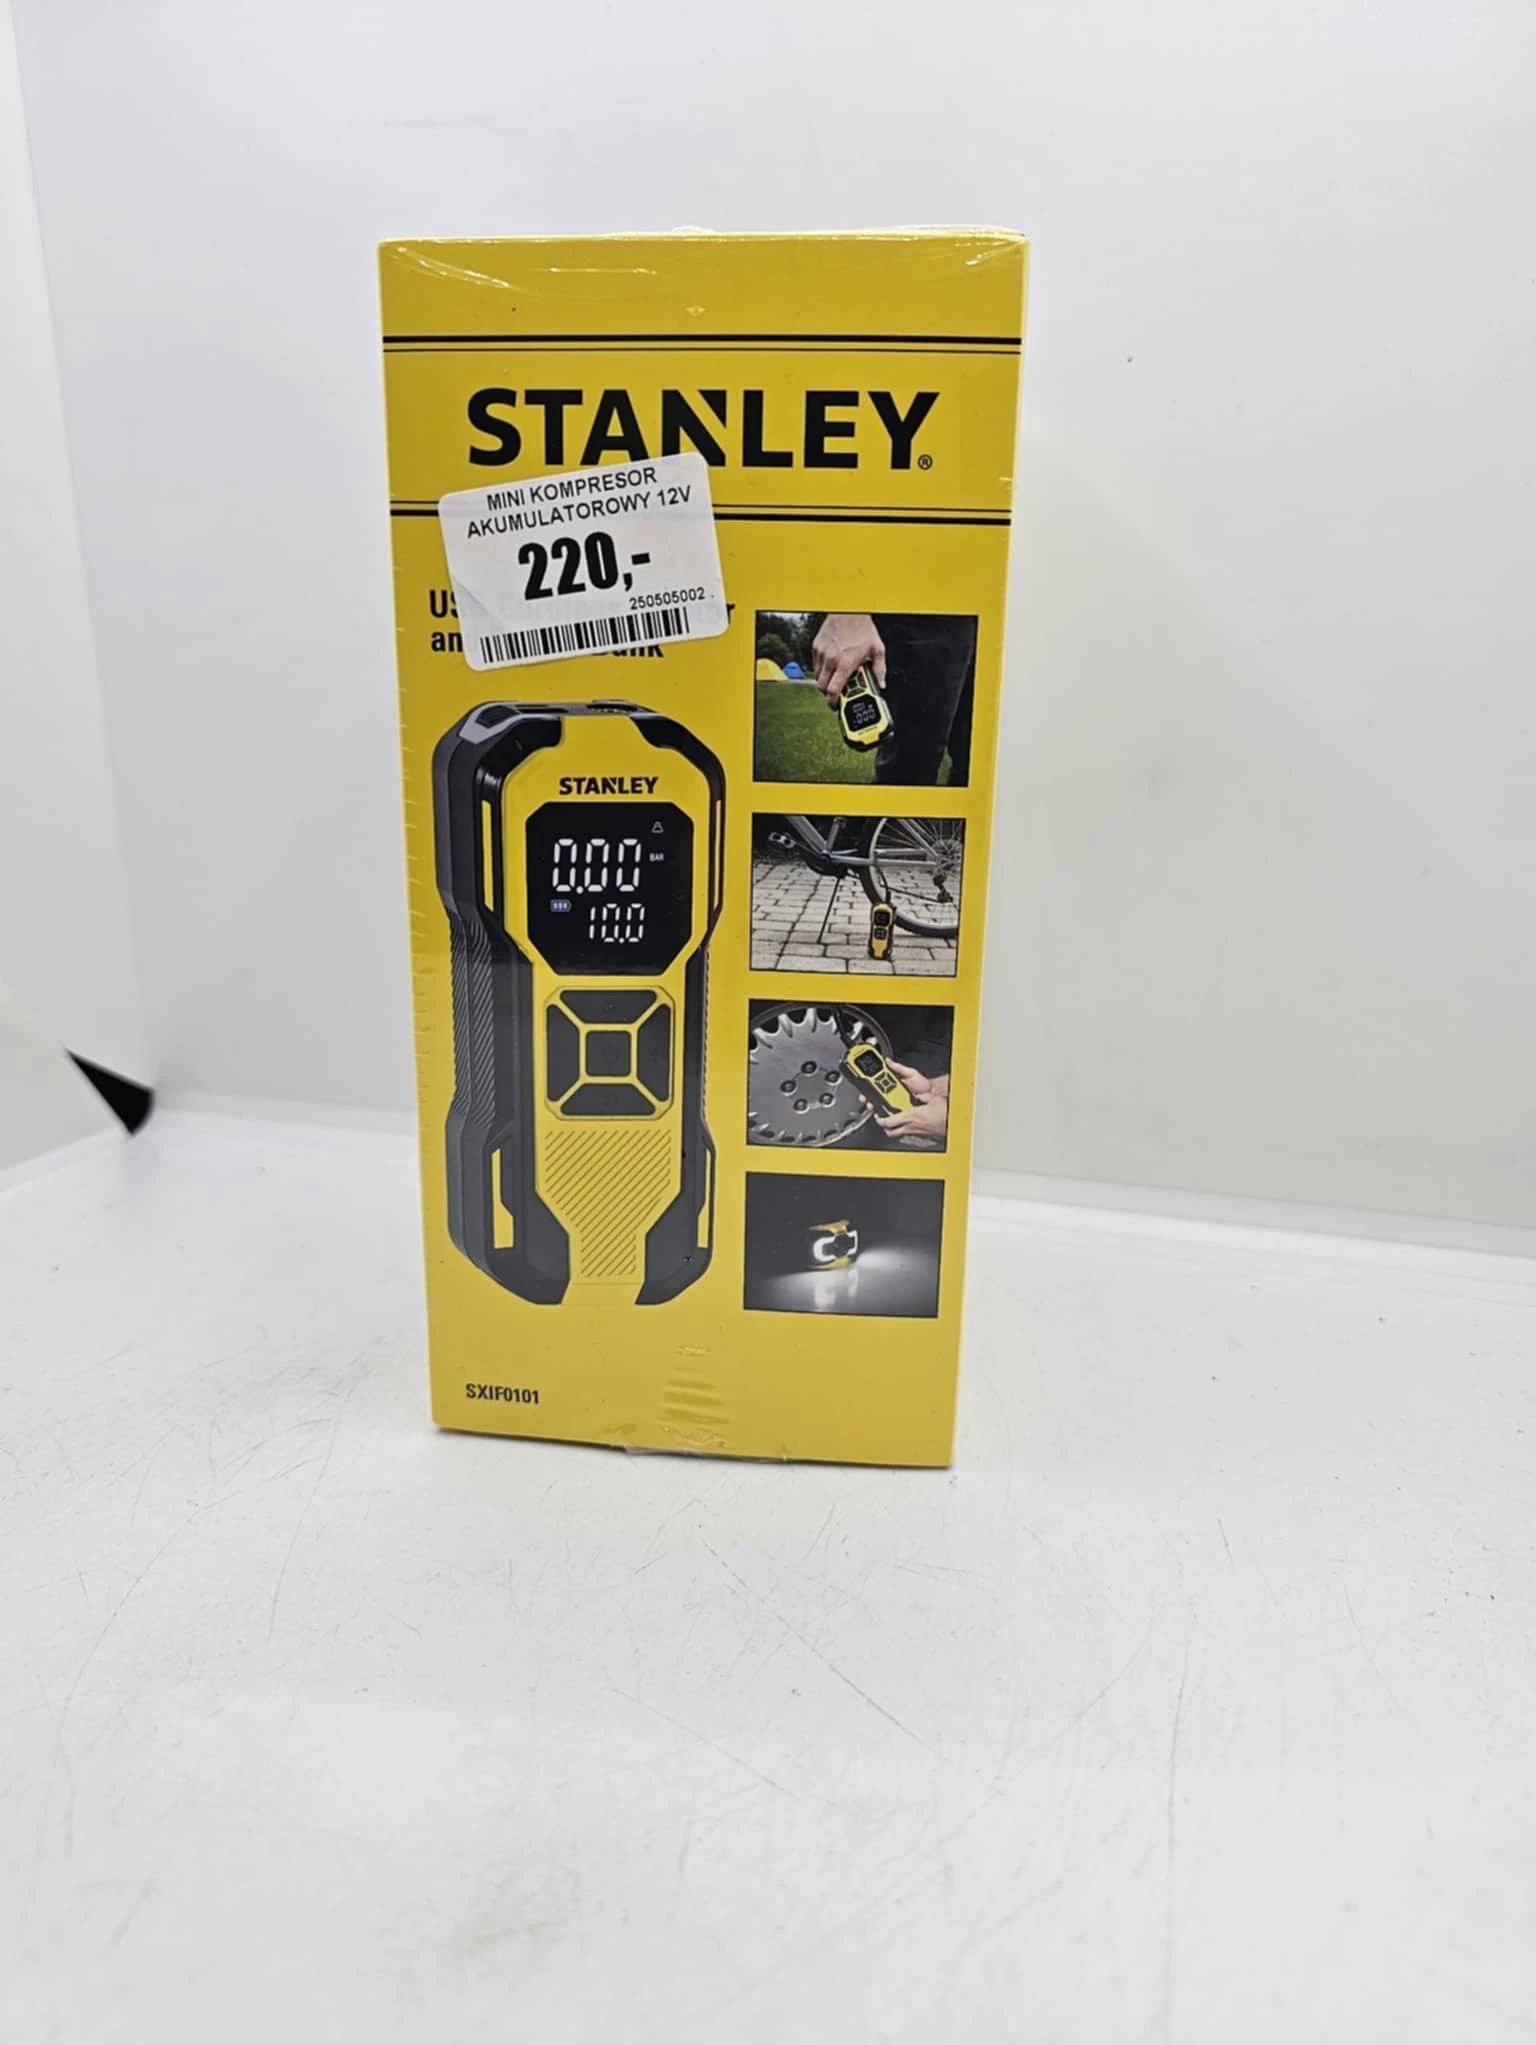 STANLEY®
MINI KOMPRESOR
AKUMULATOROWY 12V
220,-
250505002
STANLEY
0.00 BAR
10.0
SXIF0101